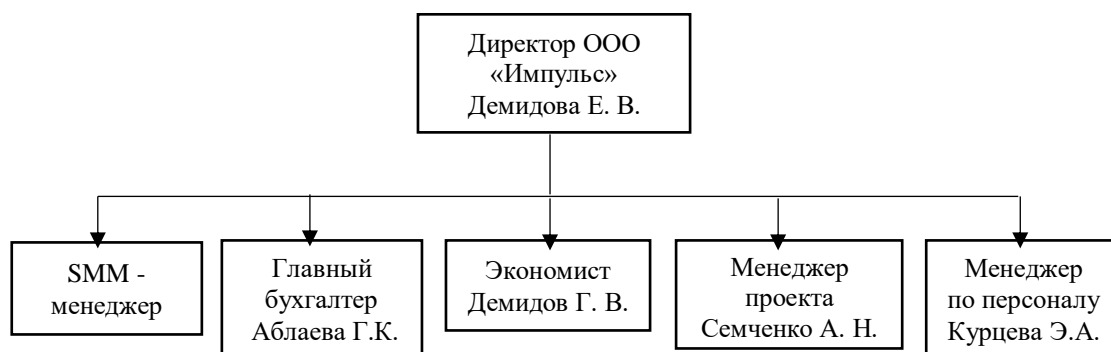 Директор ООО
«Импульс»
Демидова Е. В.
SMM -
менеджер
Главный
бухгалтер
Аблаева Г.К.
Экономист
Демидов Г. В.
Менеджер
проекта
Семченко А. Н.
Менеджер
по персоналу
Курцева Э.А.